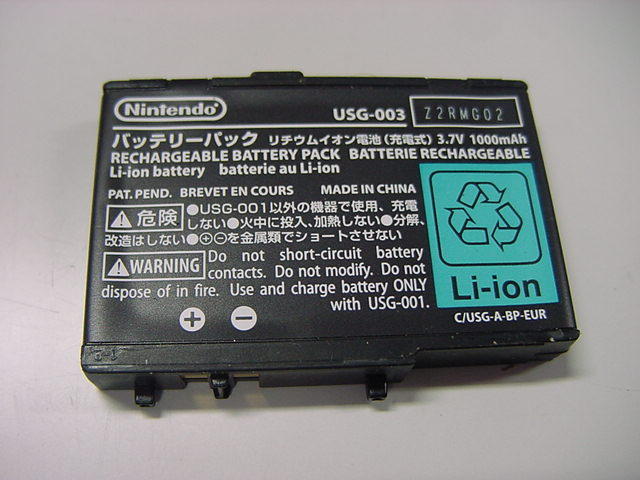 Nintendo
USG-003 Z2RMG02
バッテリーパック リチウムイオン電池(充電式) 3.7V 1000mAh
RECHARGEABLE BATTERY PACK BATTERIE RECHARGEABLE
Li-ion battery batterie au Li-ion
PAT. PEND. BREVET EN COURS MADE IN CHINA
危険 ●USG-001以外の機器で使用、充電
しない●火中に投入、加熱しない●分解、
改造はしない●⊕⊖を金属類でショートさせない
WARNING Do not short-circuit battery
contacts. Do not modify. Do not
dispose of in fire. Use and charge battery ONLY
with USG-001.
Li-ion
C/USG-A-BP-EUR
+ −